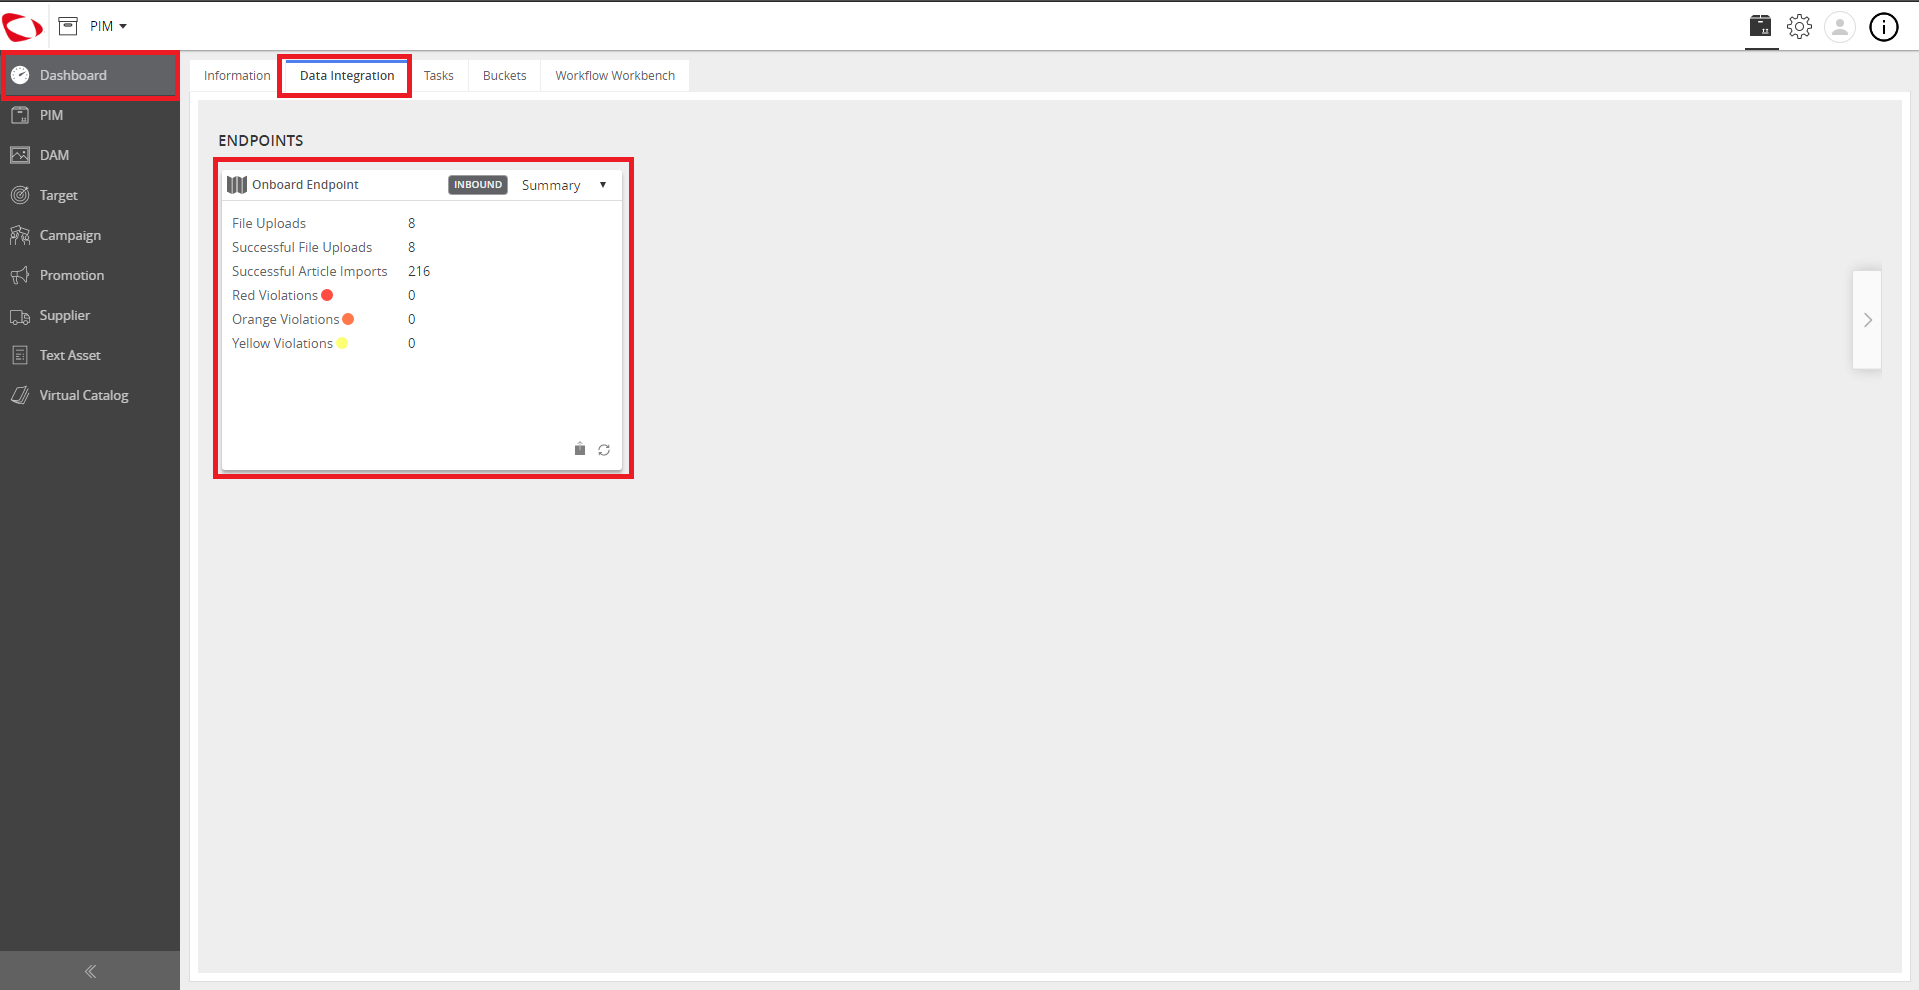 PIM
Dashboard
PIM
DAM
Target
Campaign
Promotion
Supplier
Text Asset
Virtual Catalog
Information Data Integration Tasks Buckets Workflow Workbench
ENDPOINTS
Onboard Endpoint INBOUND Summary
File Uploads 8
Successful File Uploads 8
Successful Article Imports 216
Red Violations 0
Orange Violations 0
Yellow Violations 0